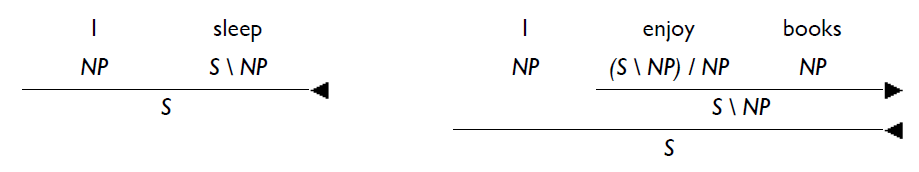 I sleep
NP S \ NP
S
I enjoy books
NP (S \ NP) / NP NP
S \ NP
S